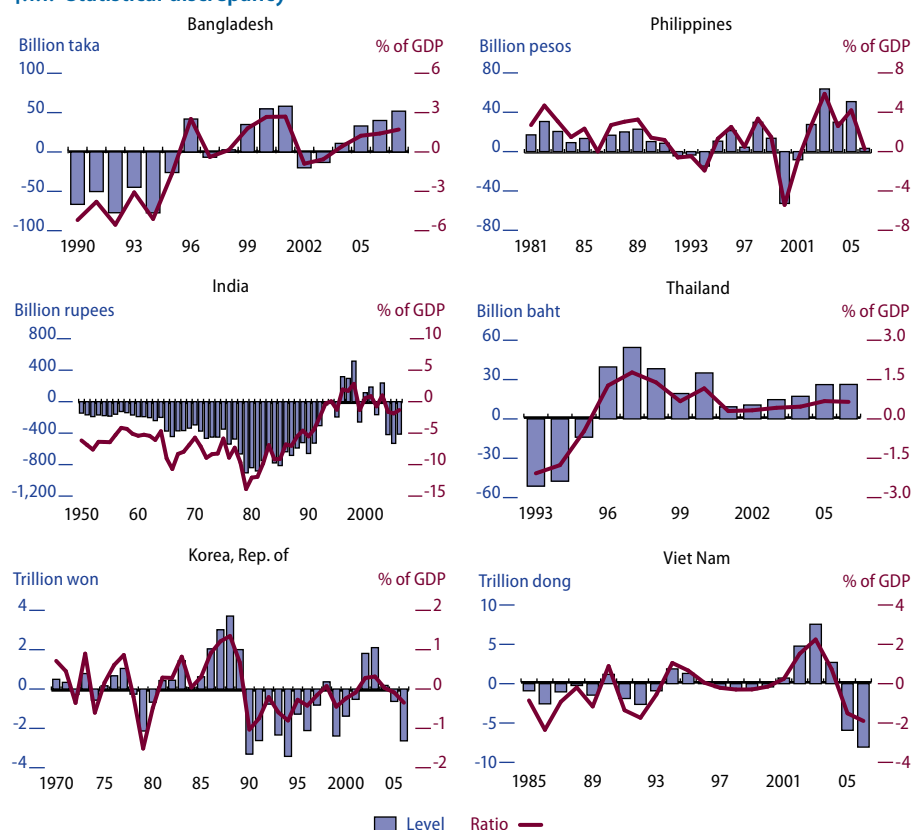 Statistical discrepancy
Bangladesh
Billion taka % of GDP
100 6
50 3
0 0
-50 -3
-100 -6
1990 93 96 99 2002 05
Philippines
Billion pesos % of GDP
80 8
40 4
0 0
-40 -4
-80 -8
1981 85 89 1993 97 2001 05
India
Billion rupees % of GDP
800 10
400 5
0 0
-400 -5
-800 -10
-1,200 -15
1950 60 70 80 90 2000
Thailand
Billion baht % of GDP
60 3.0
30 1.5
0 0.0
-30 -1.5
-60 -3.0
1993 96 99 2002 05
Korea, Rep. of
Trillion won % of GDP
4 2
2 1
0 0
-2 -1
-4 -2
1970 75 80 85 90 95 2000 05
Viet Nam
Trillion dong % of GDP
10 4
5 2
0 0
-5 -2
-10 -4
1985 89 93 97 2001 05
Level Ratio